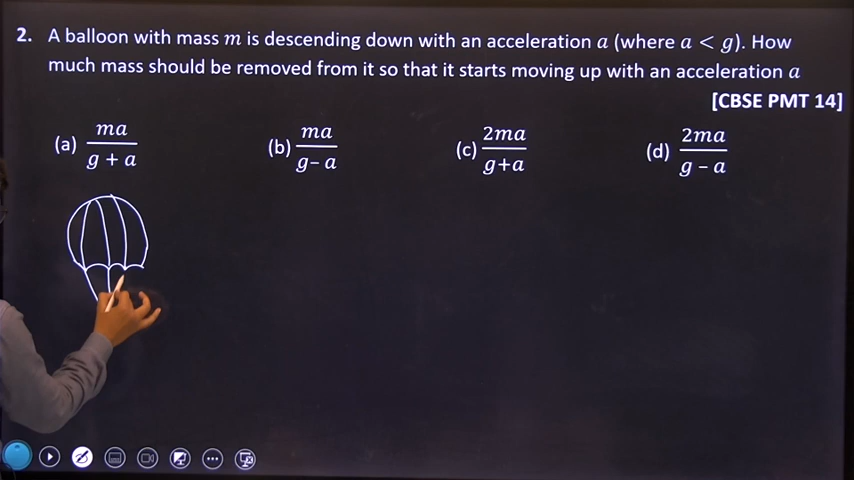 2. A balloon with mass m is descending down with an acceleration a (where a < g). How
much mass should be removed from it so that it starts moving up with an acceleration a
[CBSE PMT 14]
(a) ma / g + a (b) ma / g– a (c) 2ma / g+a (d) 2ma / g – a